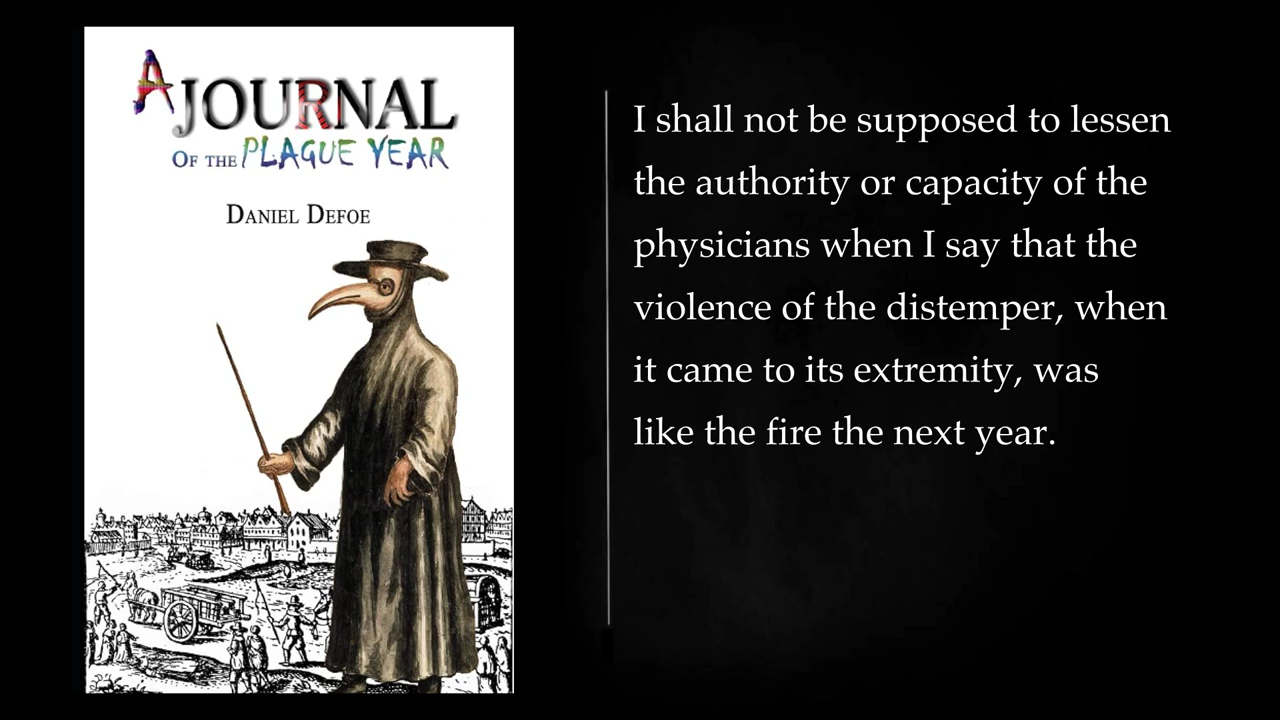 A JOURNAL
OF THE PLAGUE YEAR
DANIEL DEFOE
I shall not be supposed to lessen
the authority or capacity of the
physicians when I say that the
violence of the distemper, when
it came to its extremity, was
like the fire the next year.